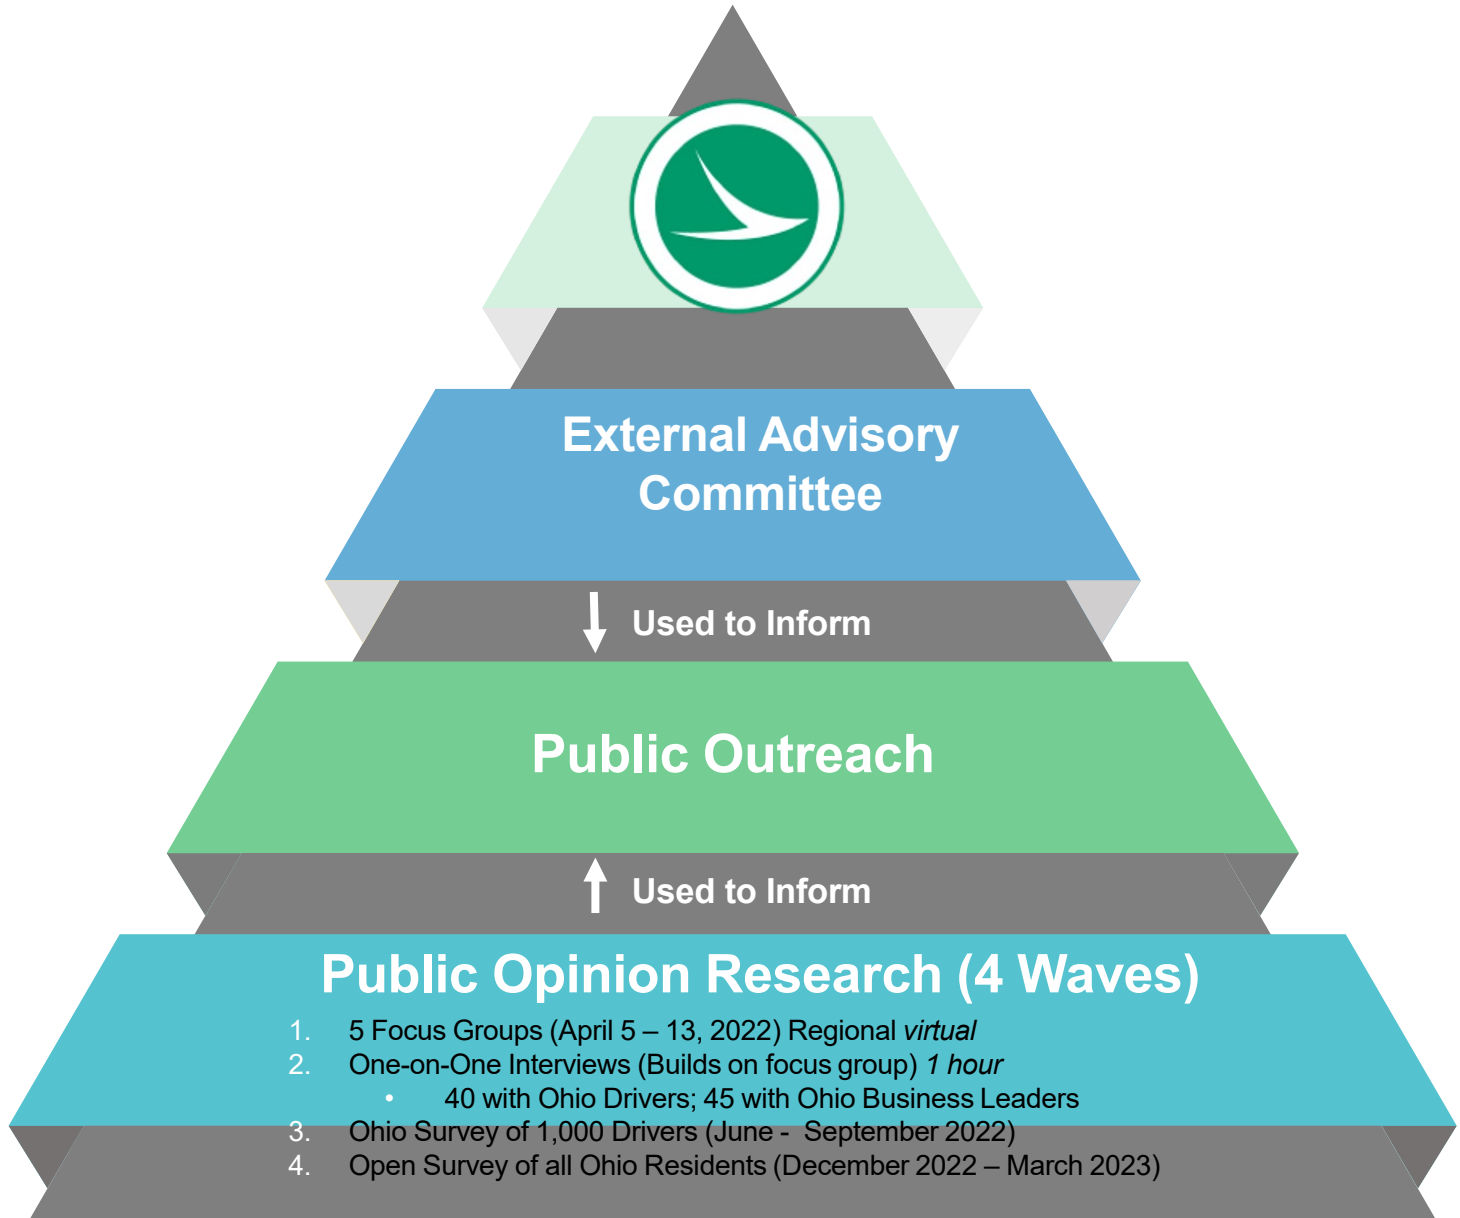 External Advisory
Committee
Used to Inform
Public Outreach
Used to Inform
Public Opinion Research (4 Waves)
1. 5 Focus Groups (April 5 – 13, 2022) Regional virtual
2. One-on-One Interviews (Builds on focus group) 1 hour
• 40 with Ohio Drivers; 45 with Ohio Business Leaders
3. Ohio Survey of 1,000 Drivers (June - September 2022)
4. Open Survey of all Ohio Residents (December 2022 – March 2023)